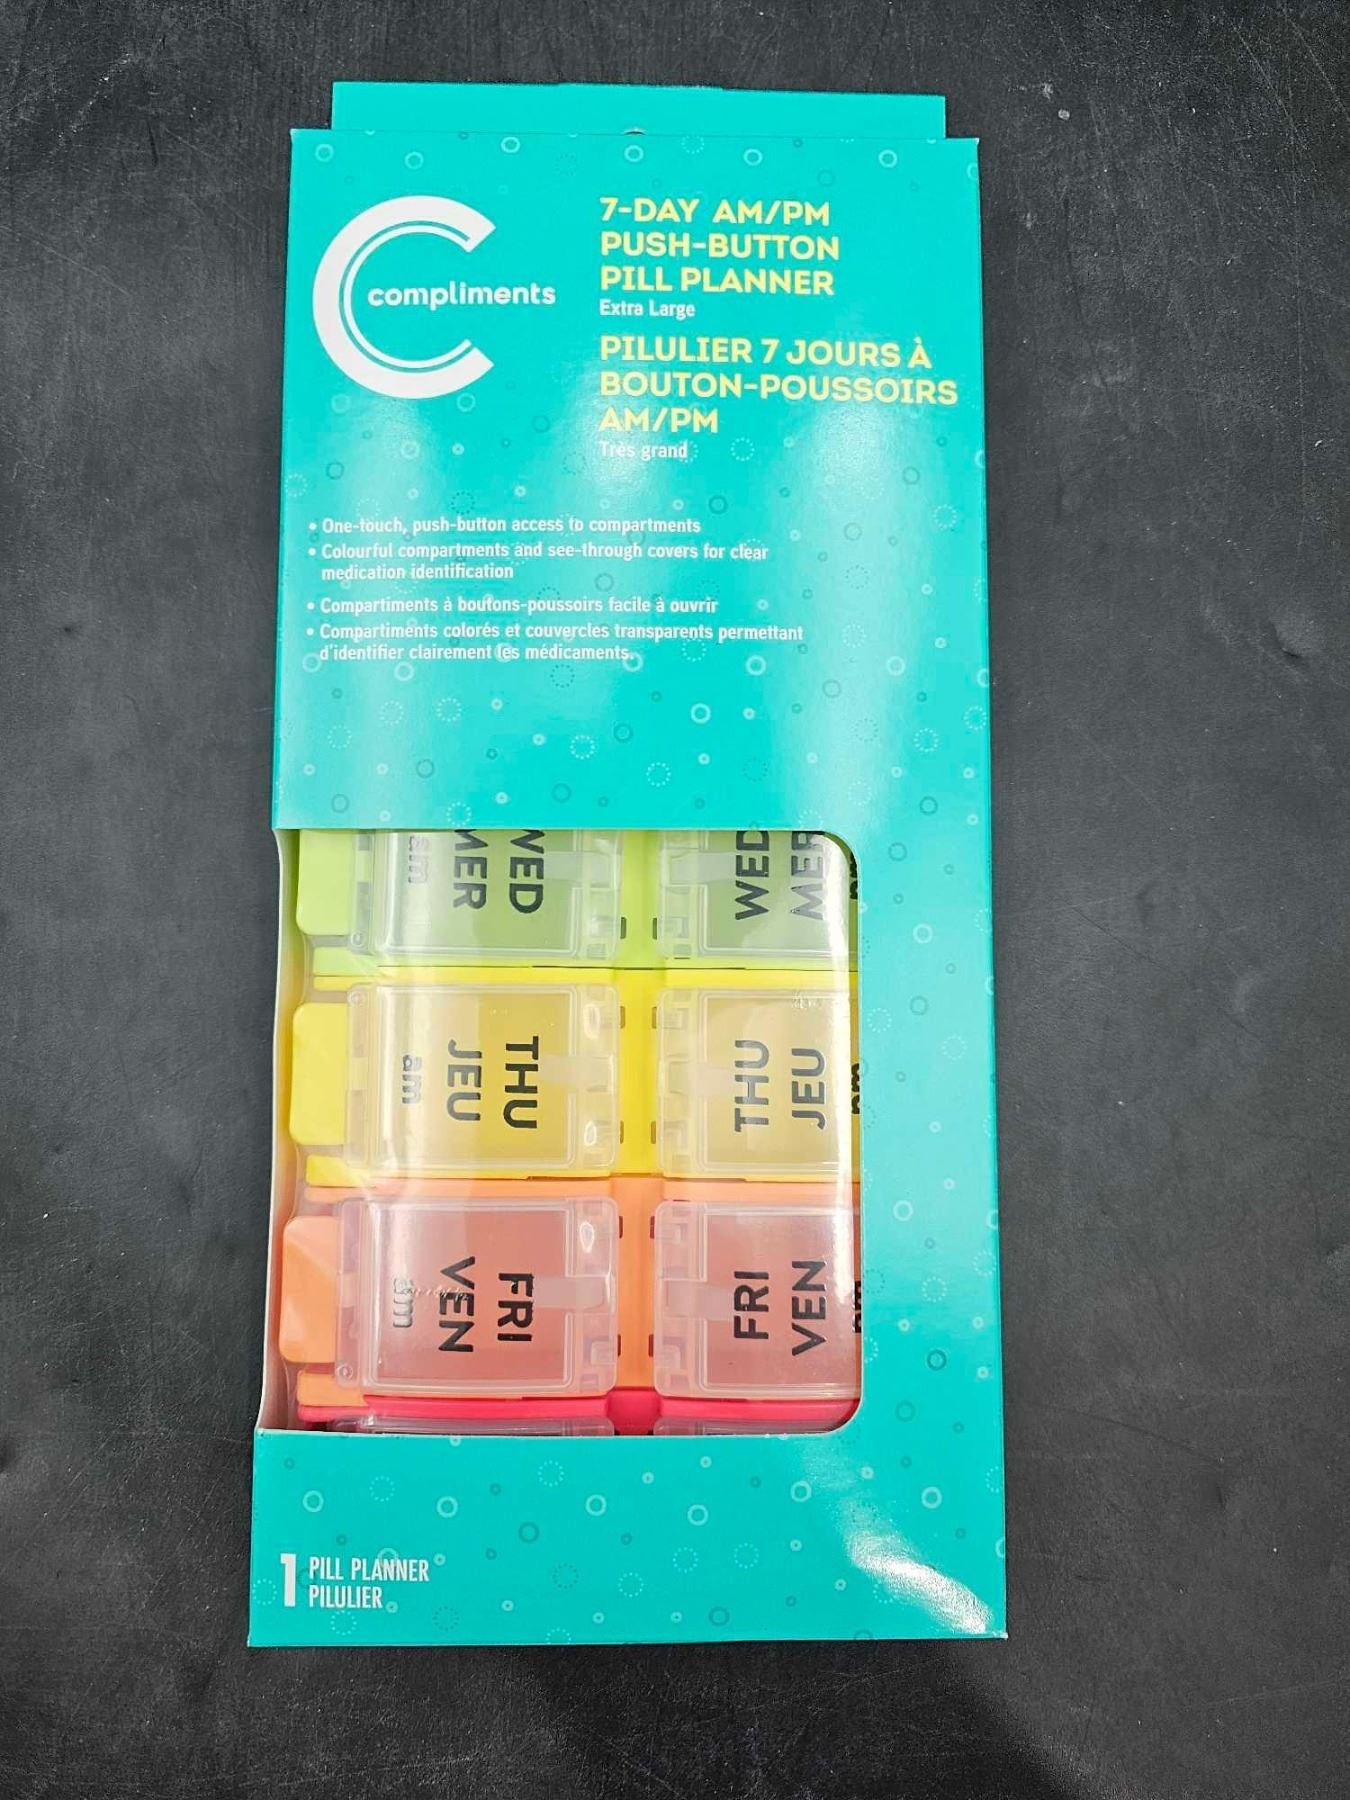 compliments
7-DAY AM/PM
PUSH-BUTTON
PILL PLANNER
Extra Large
PILULIER 7 JOURS À
BOUTON-POUSSOIRS
AM/PM
Très grand
• One-touch, push-button access to compartments
• Colourful compartments and see-through covers for clear
medication identification
• Compartiments à boutons-poussoirs facile à ouvrir
• Compartiments colorés et couvercles transparents permettant
d'identifier clairement les médicaments.
WED
MER
am
WED
MER
THU
JEU
am
THU
JEU
pm
FRI
VEN
am
FRI
VEN
pm
1 PILL PLANNER
PILULIER